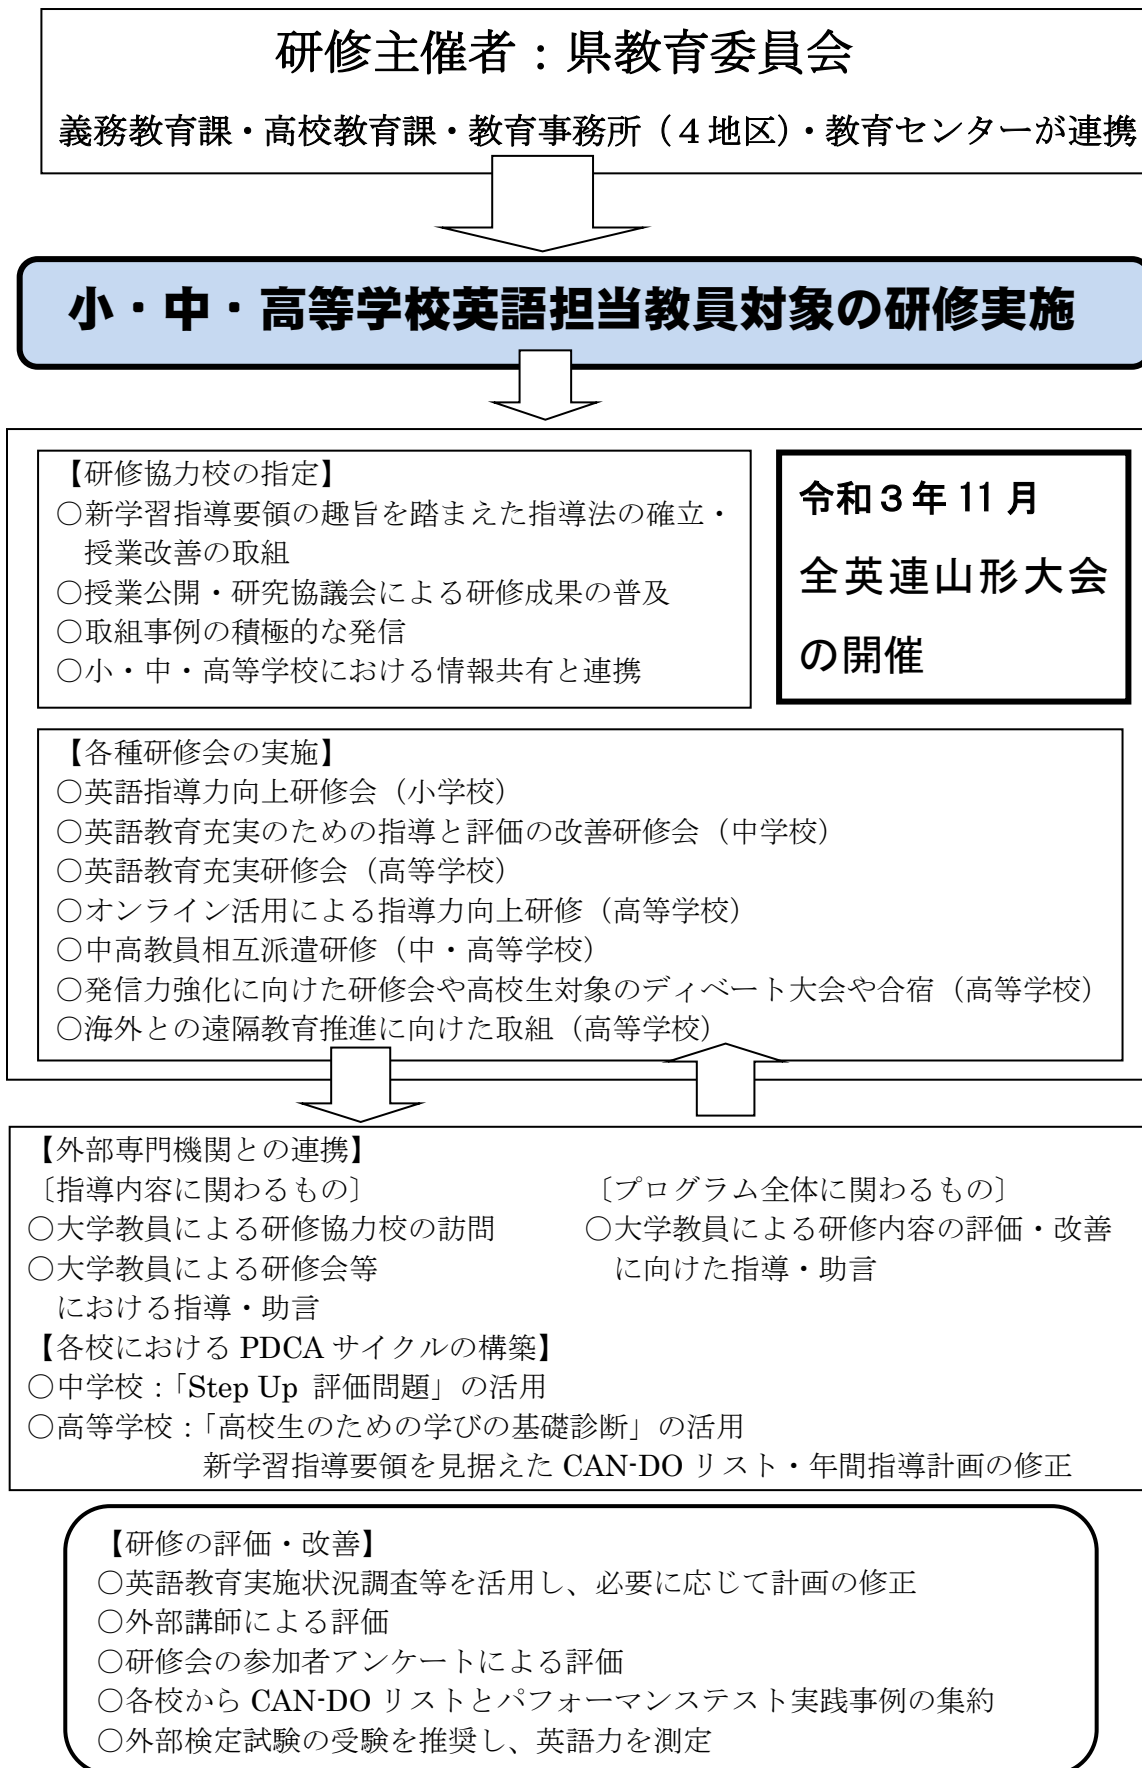 研修主催者：県教育委員会
義務教育課・高校教育課・教育事務所（４地区）・教育センターが連携
小・中・高等学校英語担当教員対象の研修実施
【研修協力校の指定】
○新学習指導要領の趣旨を踏まえた指導法の確立・
授業改善の取組
○授業公開・研究協議会による研修成果の普及
○取組事例の積極的な発信
○小・中・高等学校における情報共有と連携
令和３年 11 月
全英連山形大会
の開催
【各種研修会の実施】
○英語指導力向上研修会（小学校）
○英語教育充実のための指導と評価の改善研修会（中学校）
○英語教育充実研修会（高等学校）
○オンライン活用による指導力向上研修（高等学校）
○中高教員相互派遣研修（中・高等学校）
○発信力強化に向けた研修会や高校生対象のディベート大会や合宿（高等学校）
○海外との遠隔教育推進に向けた取組（高等学校）
【外部専門機関との連携】
〔指導内容に関わるもの〕
○大学教員による研修協力校の訪問
○大学教員による研修会等
における指導・助言
〔プログラム全体に関わるもの〕
○大学教員による研修内容の評価・改善
に向けた指導・助言
【各校における PDCA サイクルの構築】
○中学校：「Step Up 評価問題」の活用
○高等学校：「高校生のための学びの基礎診断」の活用
新学習指導要領を見据えた CAN-DO リスト・年間指導計画の修正
【研修の評価・改善】
○英語教育実施状況調査等を活用し、必要に応じて計画の修正
○外部講師による評価
○研修会の参加者アンケートによる評価
○各校から CAN-DO リストとパフォーマンステスト実践事例の集約
○外部検定試験の受験を推奨し、英語力を測定